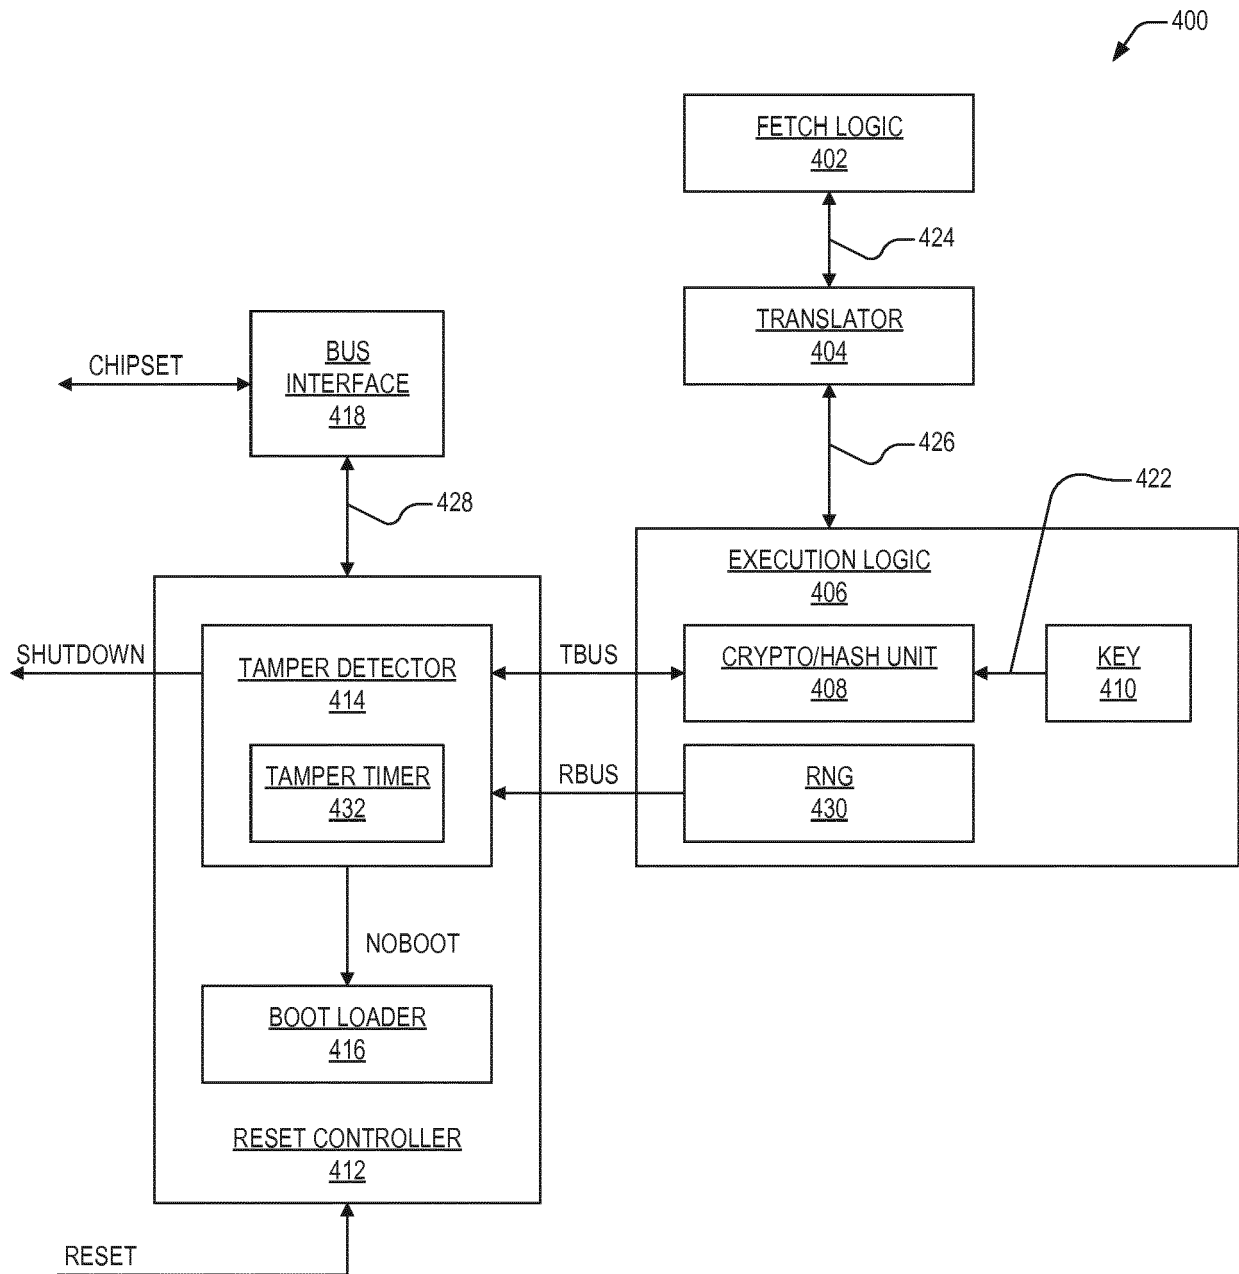 400
FETCH LOGIC
402
424
TRANSLATOR
404
BUS
INTERFACE
418
CHIPSET
426
422
428
EXECUTION LOGIC
406
SHUTDOWN
TAMPER DETECTOR
414
TBUS
CRYPTO/HASH UNIT
408
KEY
410
TAMPER TIMER
432
RBUS
RNG
430
NOBOOT
BOOT LOADER
416
RESET CONTROLLER
412
RESET